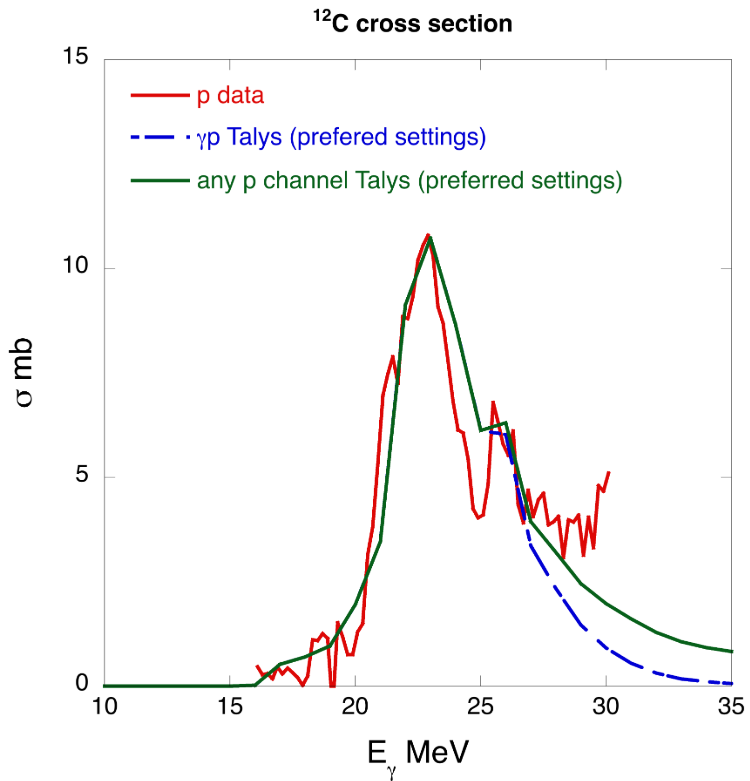 ¹²C cross section
15
p data
γp Talys (prefered settings)
any p channel Talys (preferred settings)
10
σ mb
5
0
10 15 20 25 30 35
E_γ MeV